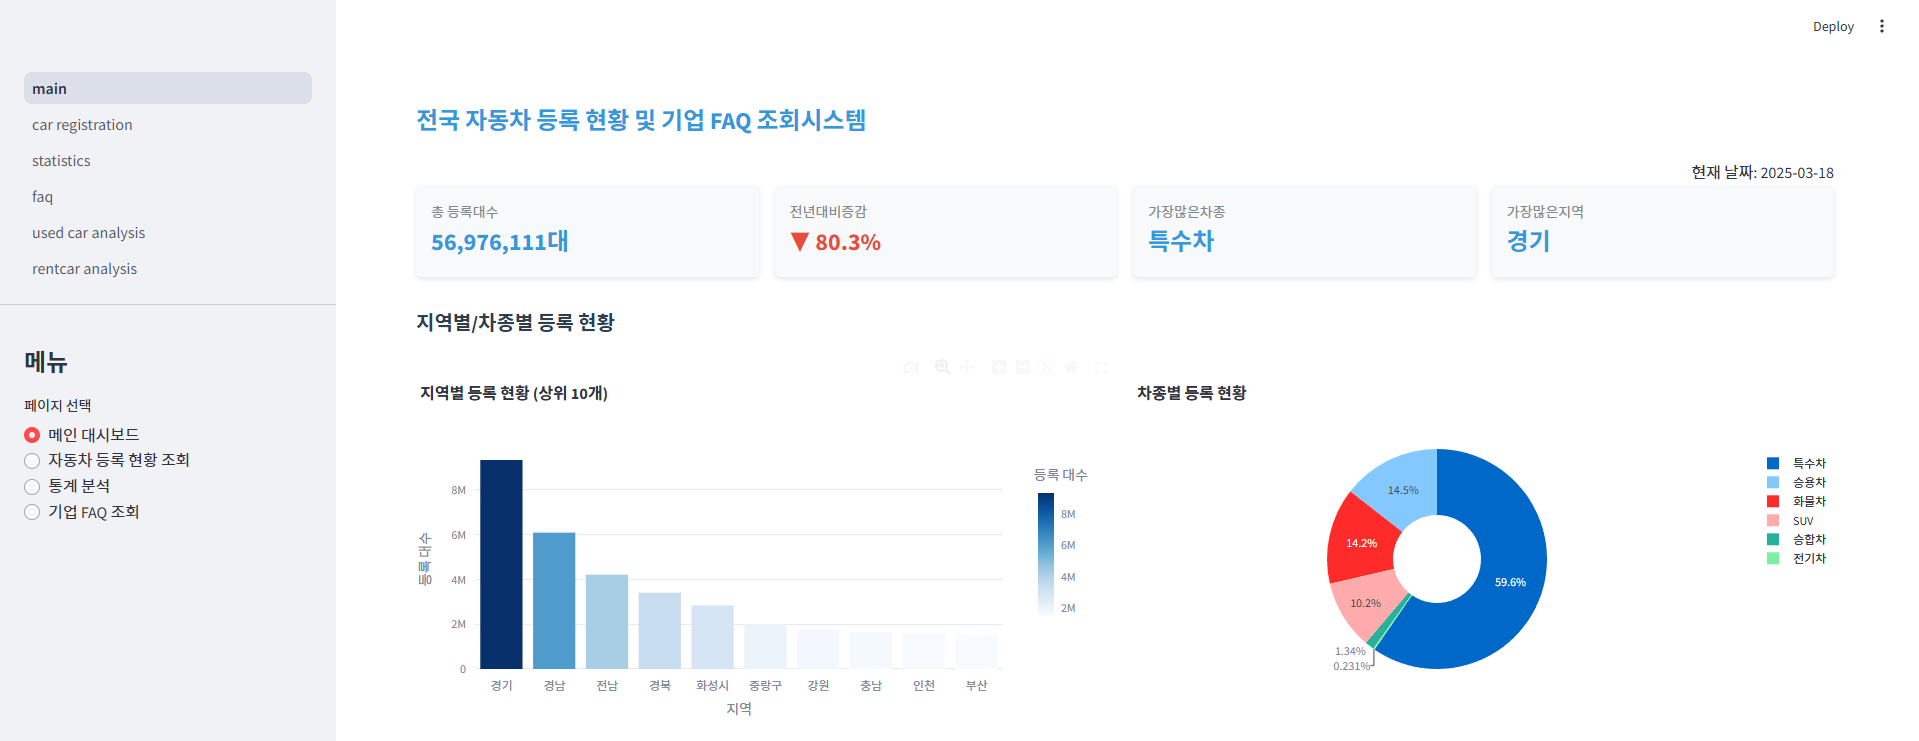 Deploy
main
car registration
statistics
faq
used car analysis
rentcar analysis
메뉴
페이지 선택
메인 대시보드
자동차 등록 현황 조회
통계 분석
기업 FAQ 조회
전국 자동차 등록 현황 및 기업 FAQ 조회시스템
현재 날짜: 2025-03-18
총 등록대수
56,976,111대
전년대비증감
▼ 80.3%
가장많은차종
특수차
가장많은지역
경기
지역별/차종별 등록 현황
지역별 등록 현황 (상위 10개)
등록 대수
8M
6M
4M
2M
0
경기 경남 전남 경북 화성시 중랑구 강원 충남 인천 부산
지역
등록 대수
8M
6M
4M
2M
차종별 등록 현황
14.5%
14.2%
59.6%
10.2%
1.34%
0.231%
특수차
승용차
화물차
SUV
승합차
전기차